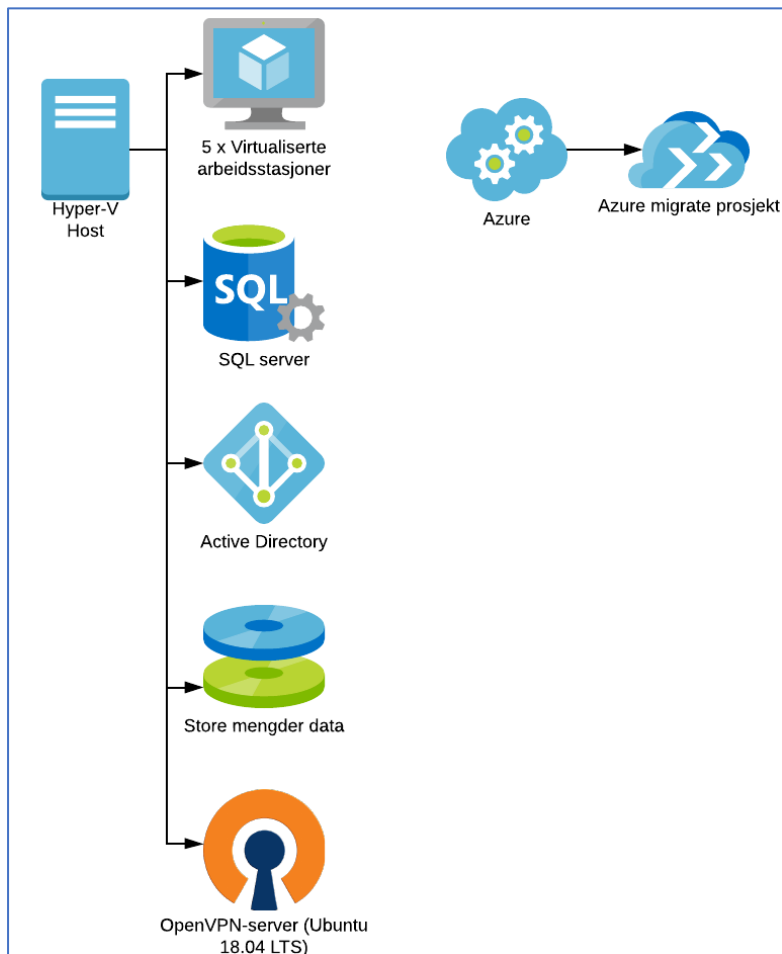 Hyper-V
Host
5 x Virtualiserte
arbeidsstasjoner
SQL
SQL server
Active Directory
Store mengder data
OpenVPN-server (Ubuntu
18.04 LTS)
Azure
Azure migrate prosjekt